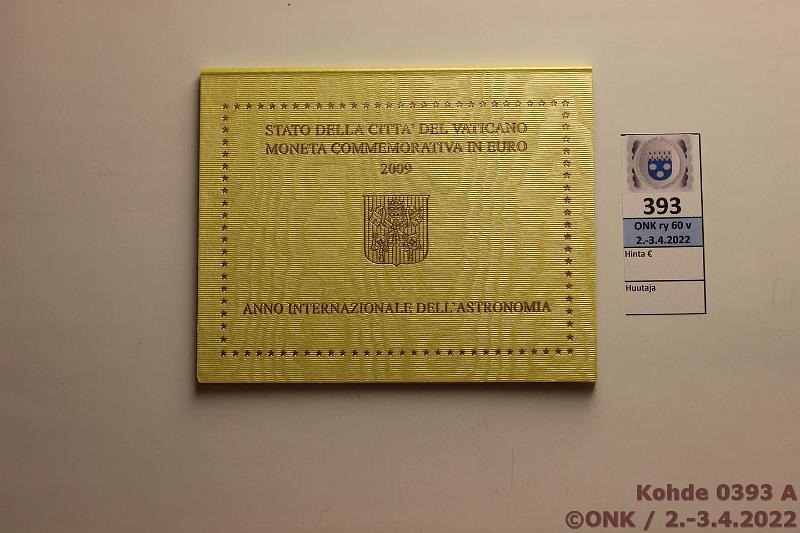 STATO DELLA CITTA' DEL VATICANO
MONETA COMMEMORATIVA IN EURO
2009
ANNO INTERNAZIONALE DELL'ASTRONOMIA
393
ONK ry 60 v
2.-3.4.2022
Hinta €
Huutaja
Kohde 0393 A
©ONK / 2.-3.4.2022